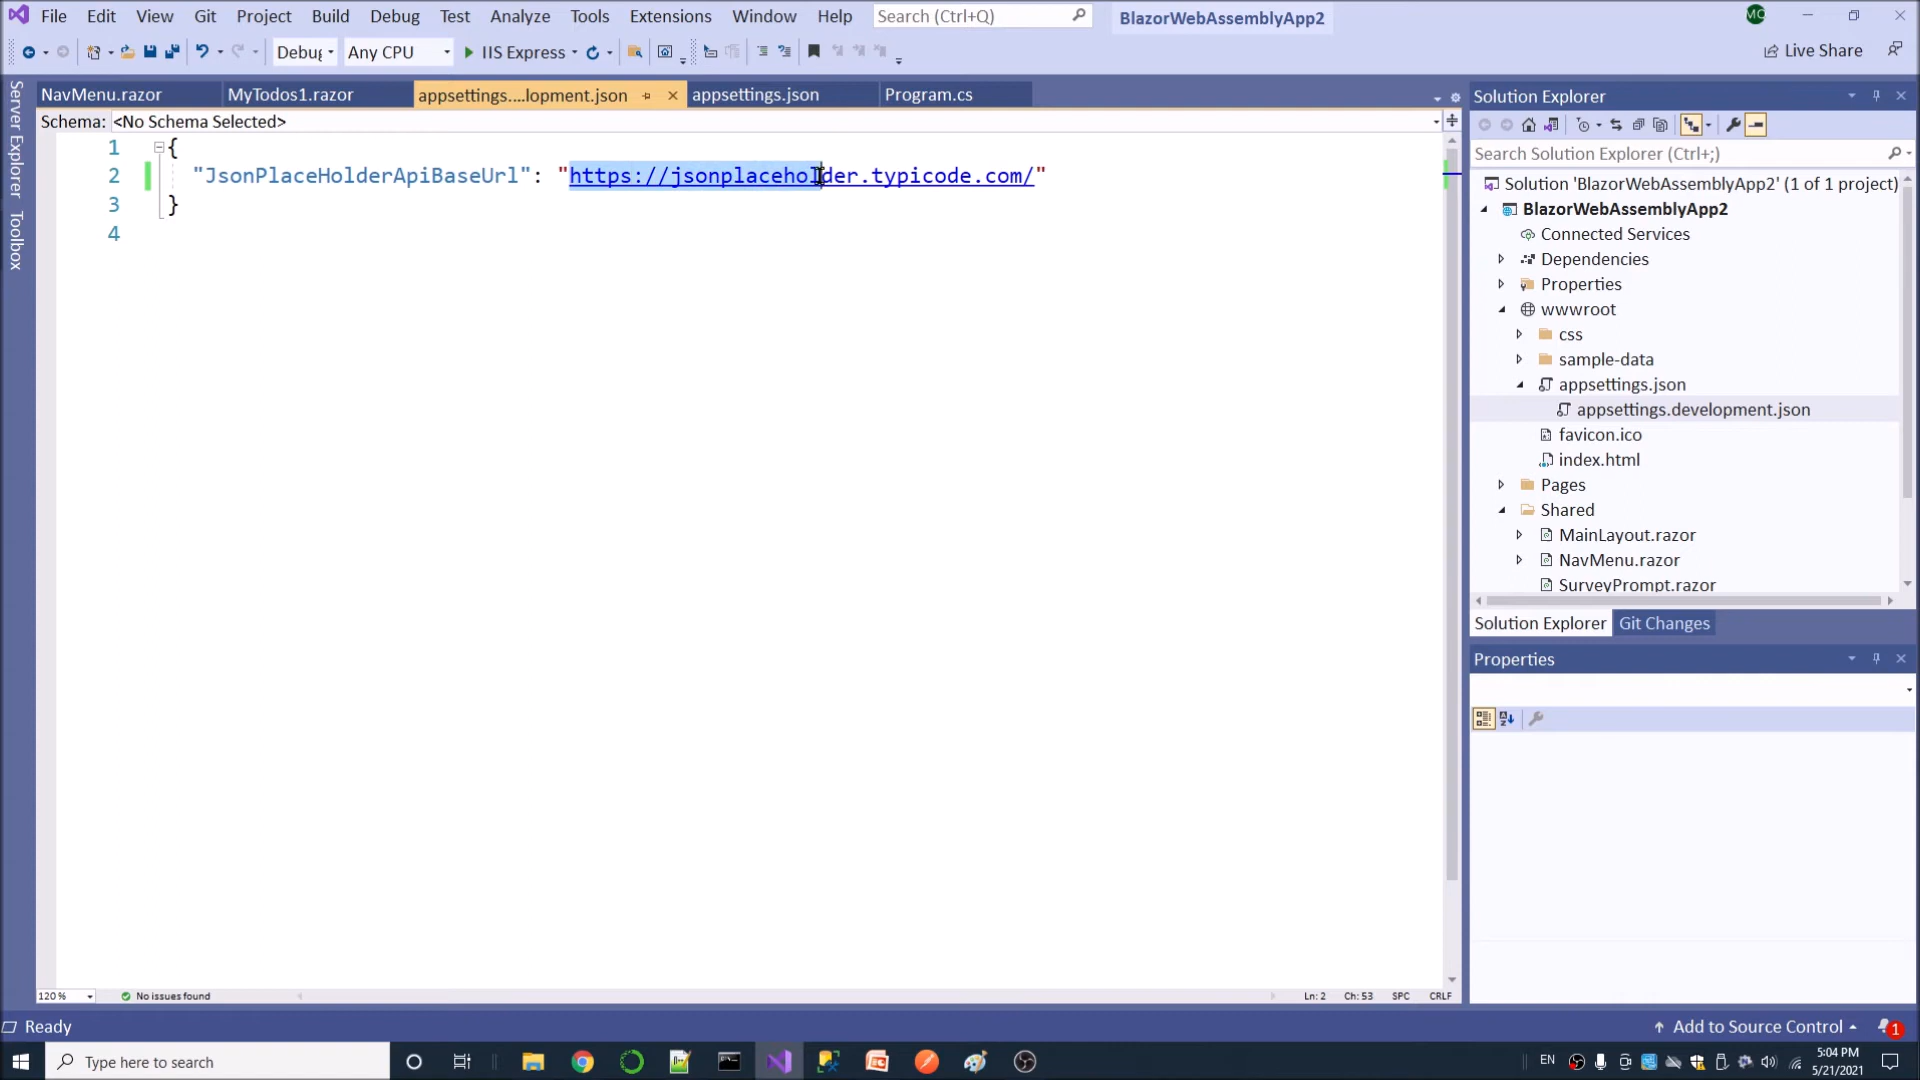 File Edit View Git Project Build Debug Test Analyze Tools Extensions Window Help Search (Ctrl+Q) BlazorWebAssemblyApp2 MC
Debug Any CPU IIS Express Live Share
NavMenu.razor MyTodos1.razor appsettings....lopment.json appsettings.json Program.cs
Schema: <No Schema Selected>
Server Explorer
Toolbox
1 {
2 "JsonPlaceHolderApiBaseUrl": "https://jsonplaceholder.typicode.com/"
3 }
4
120 % No issues found Ln: 2 Ch: 53 SPC CRLF
Solution Explorer
Search Solution Explorer (Ctrl+;)
Solution 'BlazorWebAssemblyApp2' (1 of 1 project)
BlazorWebAssemblyApp2
Connected Services
Dependencies
Properties
wwwroot
css
sample-data
appsettings.json
appsettings.development.json
favicon.ico
index.html
Pages
Shared
MainLayout.razor
NavMenu.razor
SurveyPrompt.razor
Solution Explorer Git Changes
Properties
Ready Add to Source Control 1
Type here to search EN 5:04 PM
5/21/2021